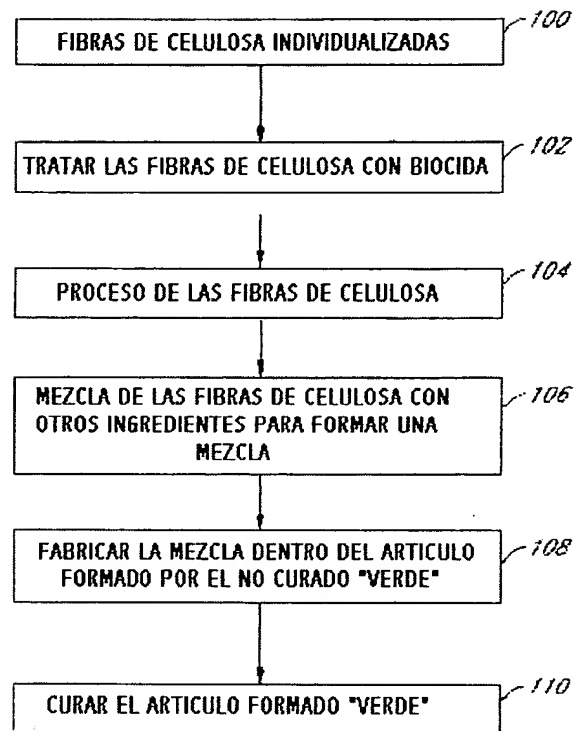 100
FIBRAS DE CELULOSA INDIVIDUALIZADAS
102
TRATAR LAS FIBRAS DE CELULOSA CON BIOCIDA
104
PROCESO DE LAS FIBRAS DE CELULOSA
106
MEZCLA DE LAS FIBRAS DE CELULOSA CON
OTROS INGREDIENTES PARA FORMAR UNA
MEZCLA
108
FABRICAR LA MEZCLA DENTRO DEL ARTICULO
FORMADO POR EL NO CURADO "VERDE"
110
CURAR EL ARTICULO FORMADO "VERDE"